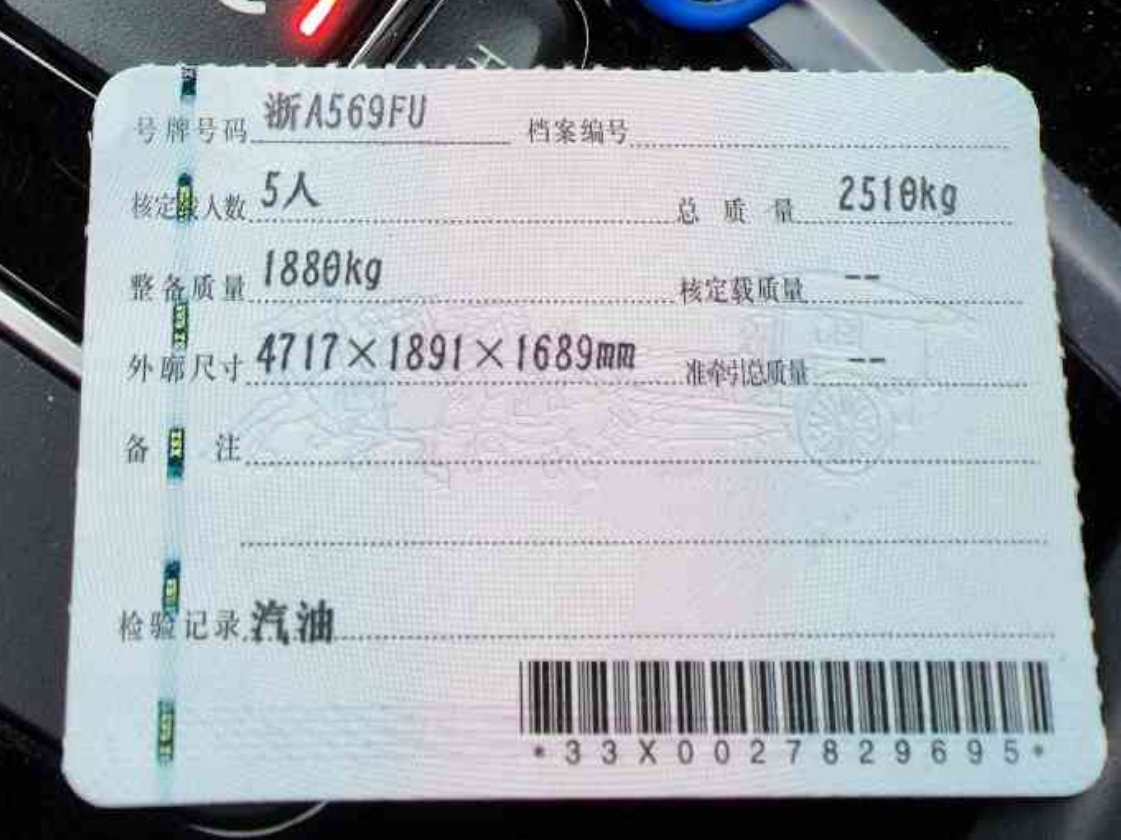 号牌号码 浙A569FU 档案编号
核定载人数 5人 总质量 2510kg
整备质量 1880kg 核定载质量 --
外廓尺寸 4717×1891×1689mm 准牵引总质量 --
备注
检验记录 汽油
*33X0027829695*